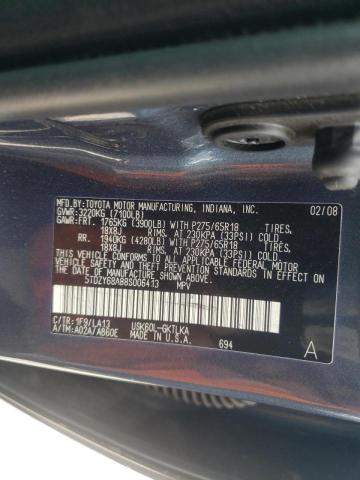 MFD.BY:TOYOTA MOTOR MANUFACTURING, INDIANA, INC. 02/08
GVWR:3220KG (7100LB)
GAWR:FRT. 1765KG (3900LB)WITH P275/65R18 TIRES,
18X8J RIMS,AT 230KPA (33PSI) COLD.
RR. 1940KG (4280LB)WITH P275/65R18 TIRES,
18X8J RIMS,AT 230KPA (33PSI) COLD.
THIS VEHICLE CONFORMS TO ALL APPLICABLE FEDERAL MOTOR
VEHICLE SAFETY AND THEFT PREVENTION STANDARDS IN
EFFECT ON THE DATE OF MANUFACTURE SHOWN ABOVE.
5TDZY68A88S006413 MPV
C/TR:1F9/LA13 USK60L-GKTLKA
A/TM:A02A/AB60E MADE IN U.S.A. 694
A